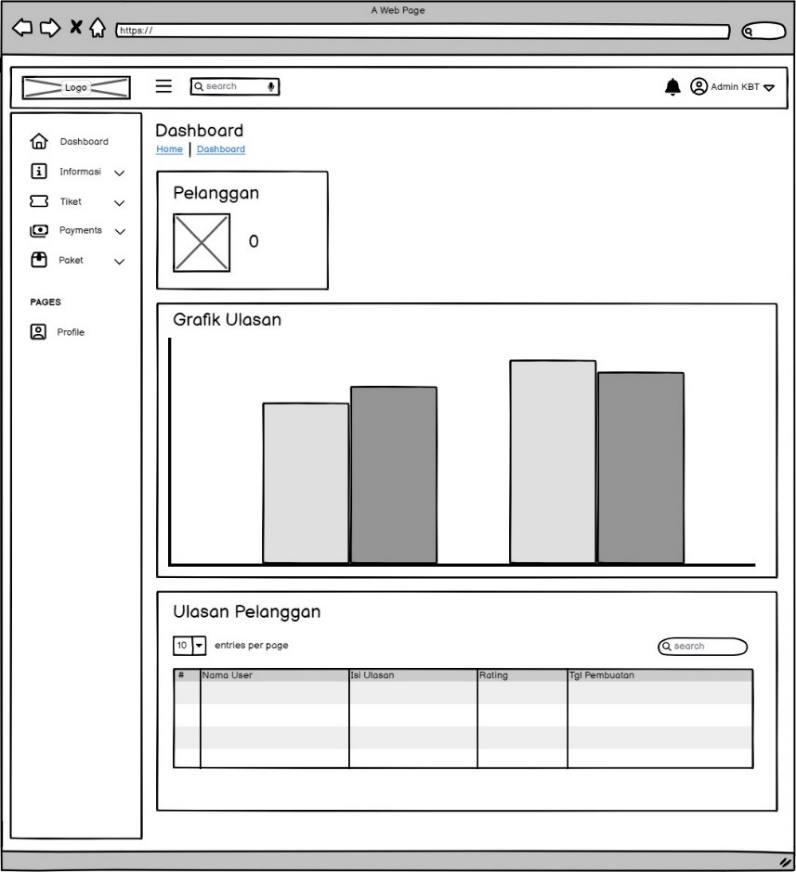 A Web Page
https://
Logo
search
Admin KBT
Dashboard
Informasi
Tiket
Payments
Paket
PAGES
Profile
Dashboard
Home | Dashboard
Pelanggan
0
Grafik Ulasan
Ulasan Pelanggan
10 entries per page
search
# Nama User Isi Ulasan Rating Tgl Pembuatan